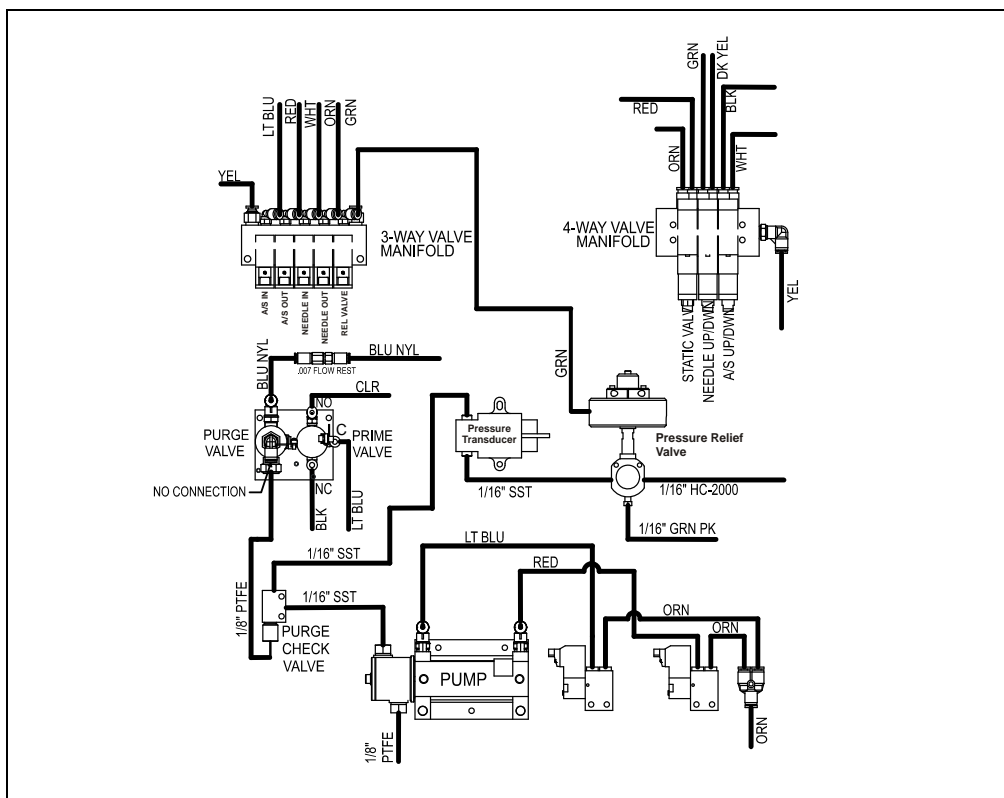 LT BLU
RED
WHT
ORN
GRN
YEL
3-WAY VALVE
MANIFOLD
A/S IN
A/S OUT
NEEDLE IN
NEEDLE OUT
REL VALVE
GRN
DK YEL
BLK
RED
ORN
WHT
4-WAY VALVE
MANIFOLD
YEL
STATIC VALV
NEEDLE UP/DWN
A/S UP/DWN
BLU NYL
.007 FLOW REST
BLU NYL
CLR
NO
C
PURGE
VALVE
PRIME
VALVE
NO CONNECTION
NC
BLK
LT BLU
GRN
Pressure
Transducer
Pressure Relief
Valve
1/16" SST
1/16" HC-2000
1/16" GRN PK
1/16" SST
LT BLU
RED
1/8" PTFE
1/16" SST
PURGE
CHECK
VALVE
PUMP
ORN
ORN
1/8"
PTFE
ORN